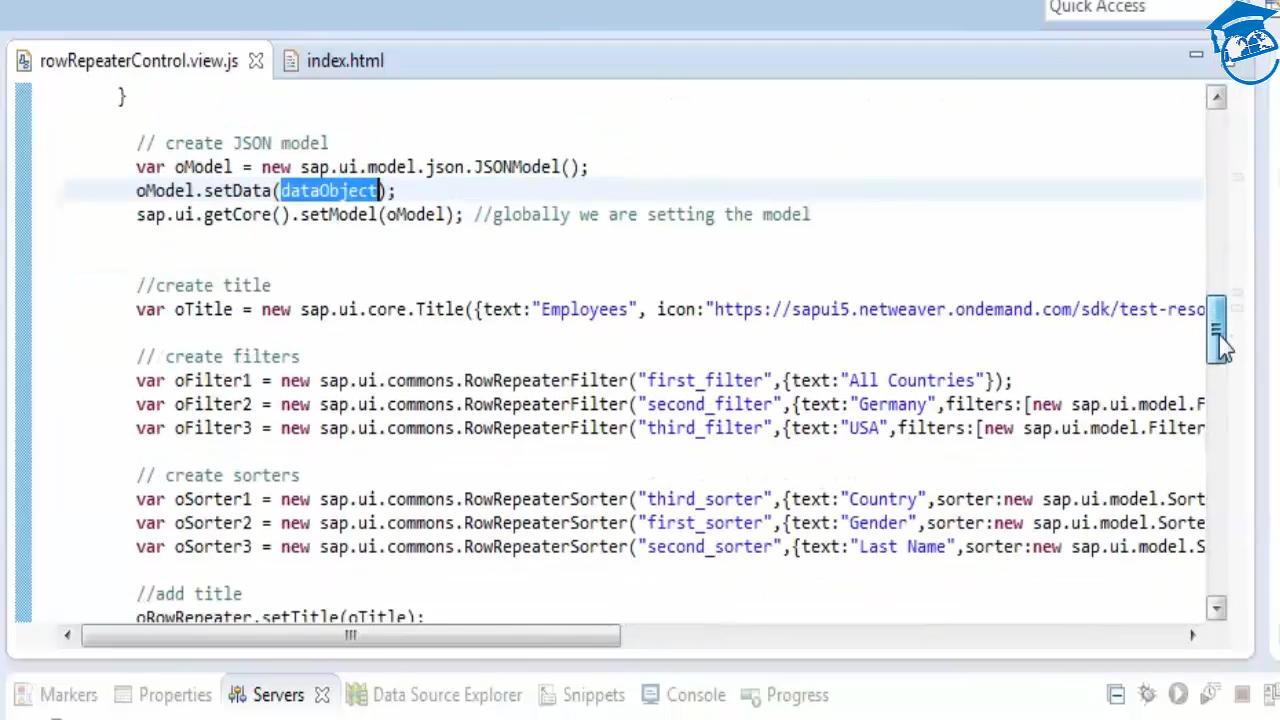 Quick Access
rowRepeaterControl.view.js
index.html
}
// create JSON model
var oModel = new sap.ui.model.json.JSONModel();
oModel.setData(dataObject);
sap.ui.getCore().setModel(oModel); //globally we are setting the model
//create title
var oTitle = new sap.ui.core.Title({text:"Employees", icon:"https://sapui5.netweaver.ondemand.com/sdk/test-reso
// create filters
var oFilter1 = new sap.ui.commons.RowRepeaterFilter("first_filter",{text:"All Countries"});
var oFilter2 = new sap.ui.commons.RowRepeaterFilter("second_filter",{text:"Germany",filters:[new sap.ui.model.F
var oFilter3 = new sap.ui.commons.RowRepeaterFilter("third_filter",{text:"USA",filters:[new sap.ui.model.Filter
// create sorters
var oSorter1 = new sap.ui.commons.RowRepeaterSorter("third_sorter",{text:"Country",sorter:new sap.ui.model.Sort
var oSorter2 = new sap.ui.commons.RowRepeaterSorter("first_sorter",{text:"Gender",sorter:new sap.ui.model.Sorte
var oSorter3 = new sap.ui.commons.RowRepeaterSorter("second_sorter",{text:"Last Name",sorter:new sap.ui.model.S
//add title
oRowRepeater.setTitle(oTitle);
Markers
Properties
Servers
Data Source Explorer
Snippets
Console
Progress